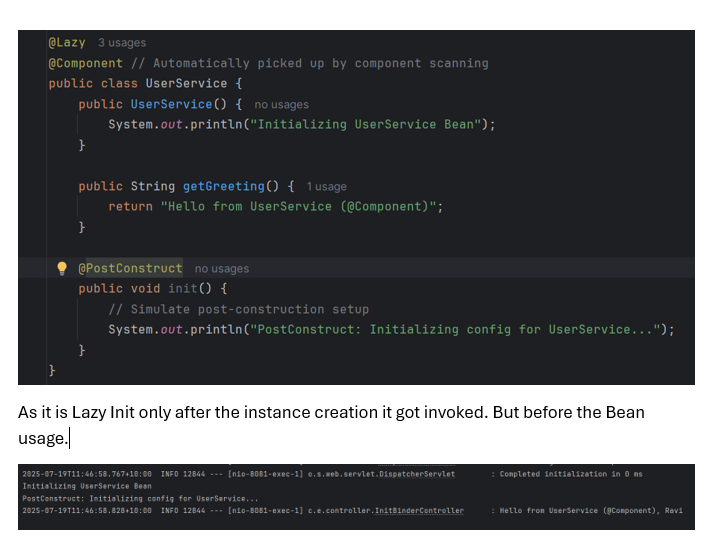 @Lazy 3 usages
@Component // Automatically picked up by component scanning
public class UserService {
public UserService() { no usages
System.out.println("Initializing UserService Bean");
}
public String getGreeting() { 1 usage
return "Hello from UserService (@Component)";
}
@PostConstruct no usages
public void init() {
// Simulate post-construction setup
System.out.println("PostConstruct: Initializing config for UserService...");
}
}
As it is Lazy Init only after the instance creation it got invoked. But before the Bean
usage.
2025-07-19T11:46:58.767+10:00 INFO 12844 --- [nio-8081-exec-1] o.s.web.servlet.DispatcherServlet : Completed initialization in 0 ms
Initializing UserService Bean
PostConstruct: Initializing config for UserService...
2025-07-19T11:46:58.828+10:00 INFO 12844 --- [nio-8081-exec-1] c.e.controller.InitBinderController : Hello from UserService (@Component), Ravi